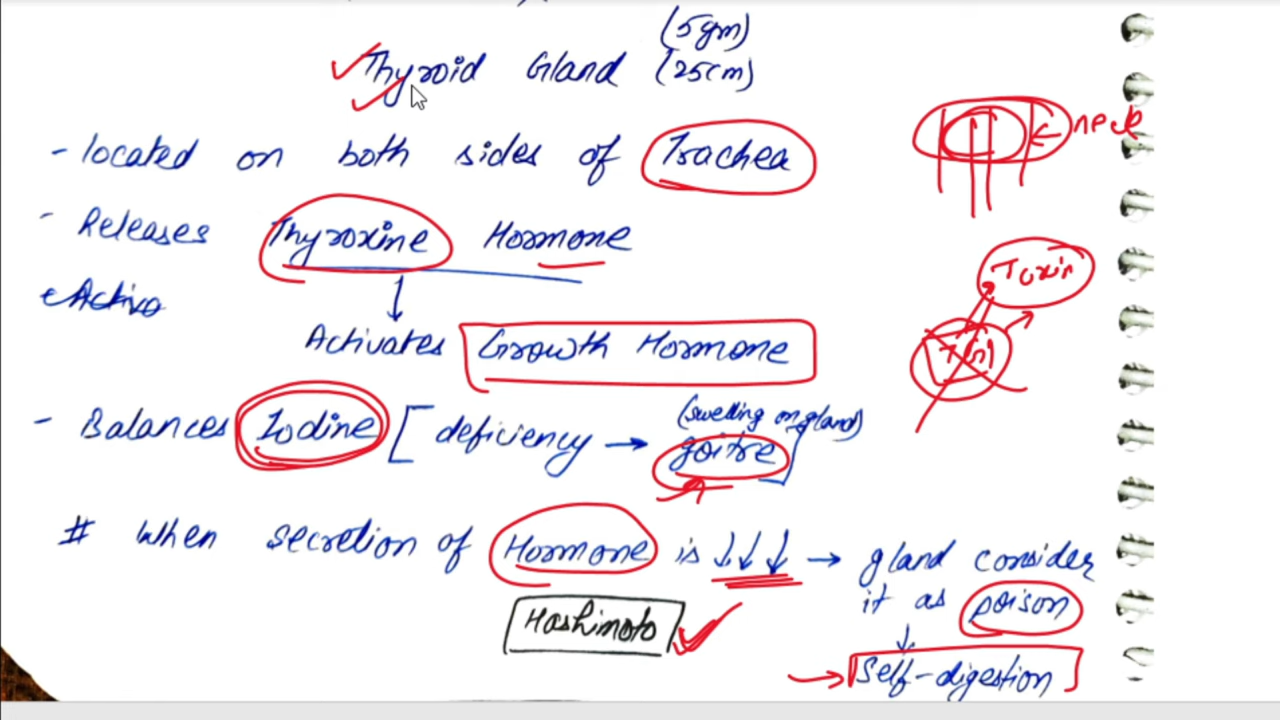 (5gm)
Thyroid Gland (25cm)
- located on both sides of Trachea
neck
- Releases Thyroxine Hormone
Toxin
Activates Growth Hormone
- Balances Iodine [deficiency → goitre]
(swelling on gland)
# When secretion of Hormone is ↓↓↓ → gland consider
it as poison
↓
Hashimoto
→ Self-digestion